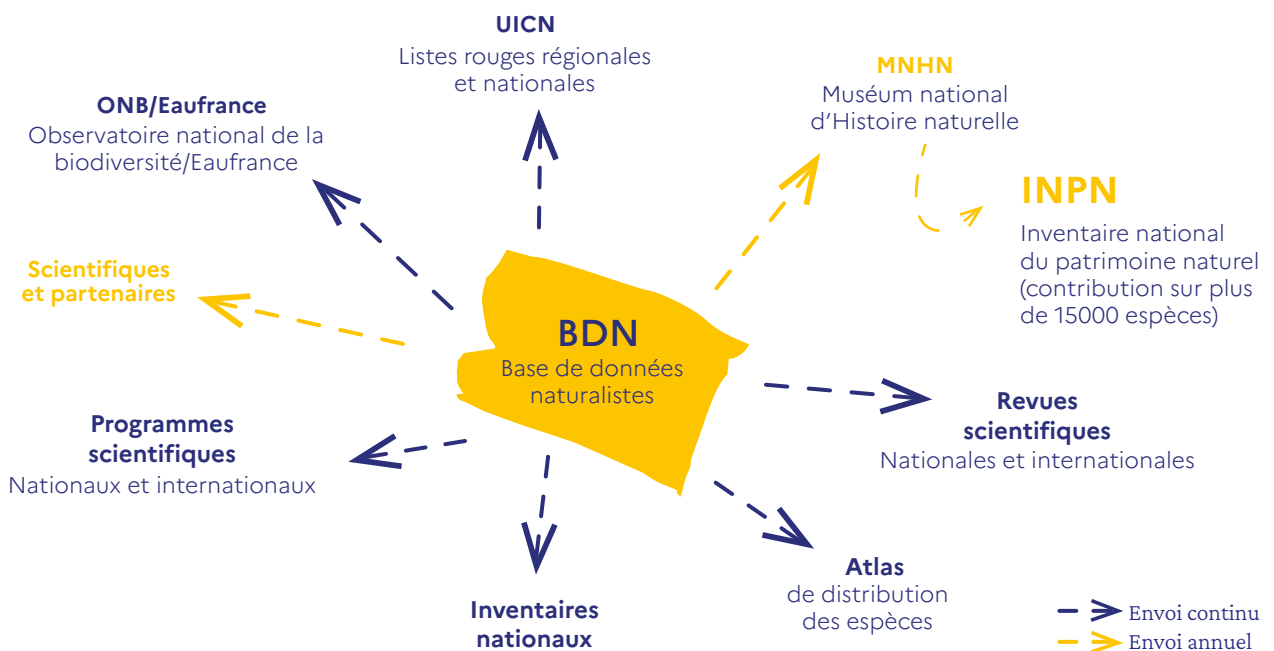 UICN
Listes rouges régionales
et nationales
MNHN
Muséum national
d'Histoire naturelle
ONB/Eaufrance
Observatoire national de la
biodiversité/Eaufrance
INPN
Inventaire national
du patrimoine naturel
(contribution sur plus
de 15000 espèces)
Scientifiques
et partenaires
BDN
Base de données
naturalistes
Programmes
scientifiques
Nationaux et internationaux
Revues
scientifiques
Nationales et internationales
Atlas
de distribution
des espèces
Inventaires
nationaux
Envoi continu
Envoi annuel